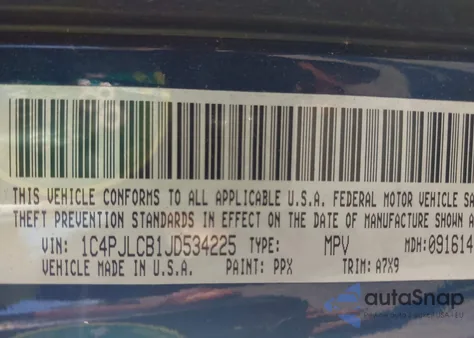 THIS VEHICLE CONFORMS TO ALL APPLICABLE U.S.A. FEDERAL MOTOR VEHICLE SA
THEFT PREVENTION STANDARDS IN EFFECT ON THE DATE OF MANUFACTURE SHOWN A
VIN: 1C4PJLCB1JD534225 TYPE: MPV MDH: 091614
VEHICLE MADE IN U.S.A. PAINT: PPX TRIM: A7X9
autoSnap